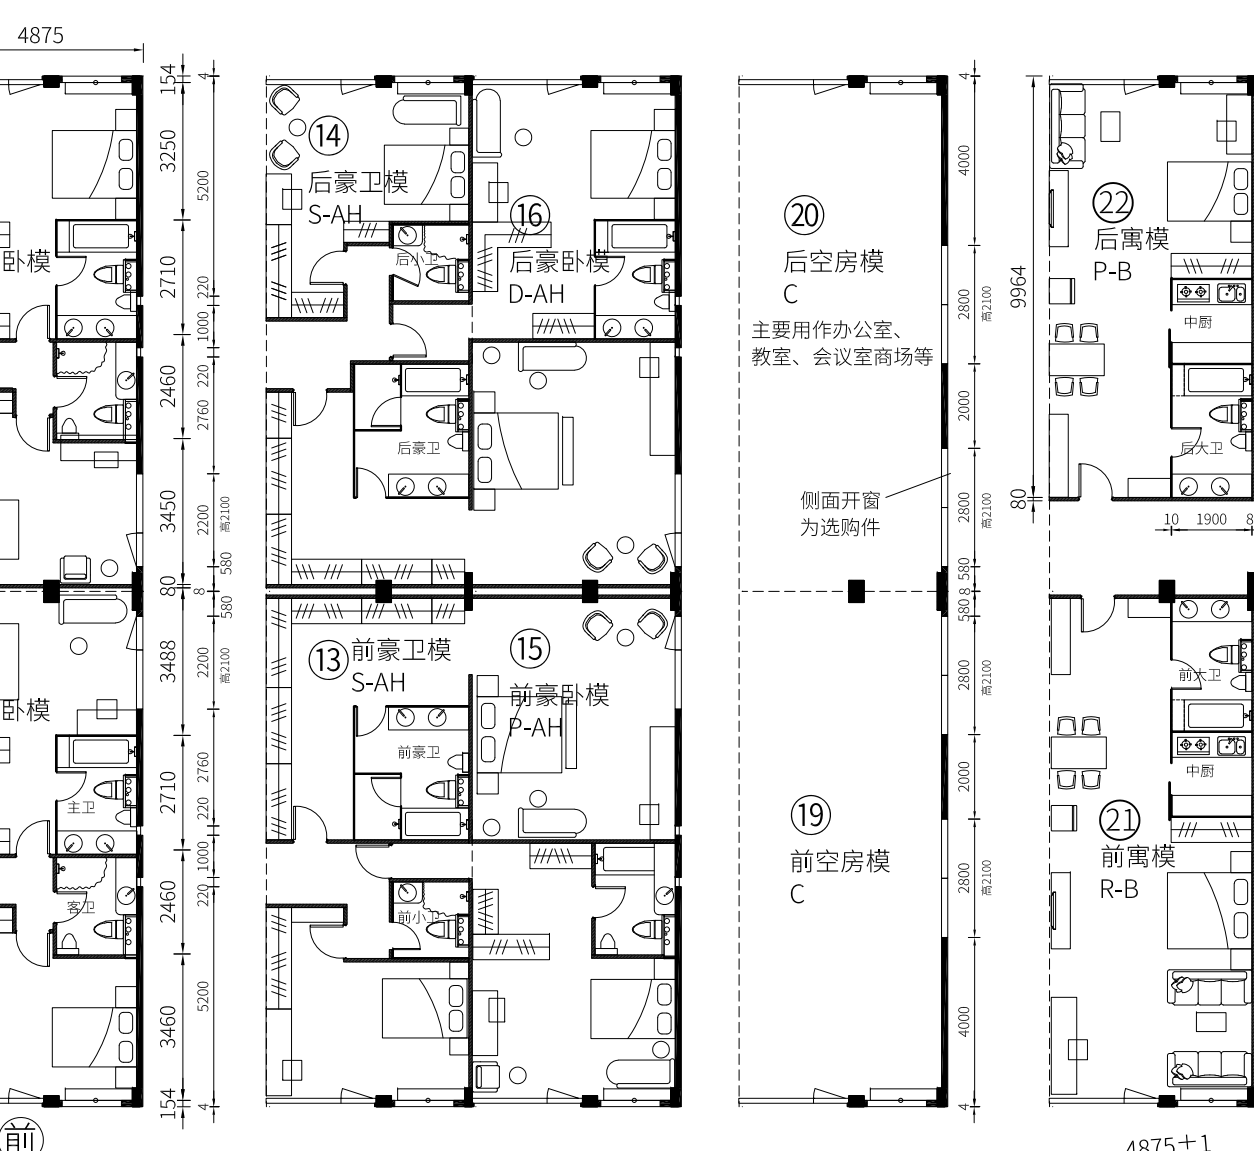 4875
154
3250
2710
2460
3450
80
3488
2710
2460
3460
154
4
5200
220
1000
220
2760
2200
高2100
580
8
580
2200
高2100
2760
220
1000
220
5200
4
卧模
卧模
主卫
客卫
前
14
后豪卫模
S-AH
后小卫
16
后豪卧模
D-AH
后豪卫
13
前豪卫模
S-AH
前豪卫
15
前豪卧模
P-AH
前小卫
20
后空房模
C
主要用作办公室、
教室、会议室商场等
侧面开窗
为选购件
19
前空房模
C
4
4000
2800
高2100
2000
2800
高2100
580
8
580
2800
高2100
2000
2800
高2100
4000
4
9964
80
22
后寓模
P-B
中厨
后大卫
10
1900
8
前大卫
中厨
21
前寓模
R-B
4875±1